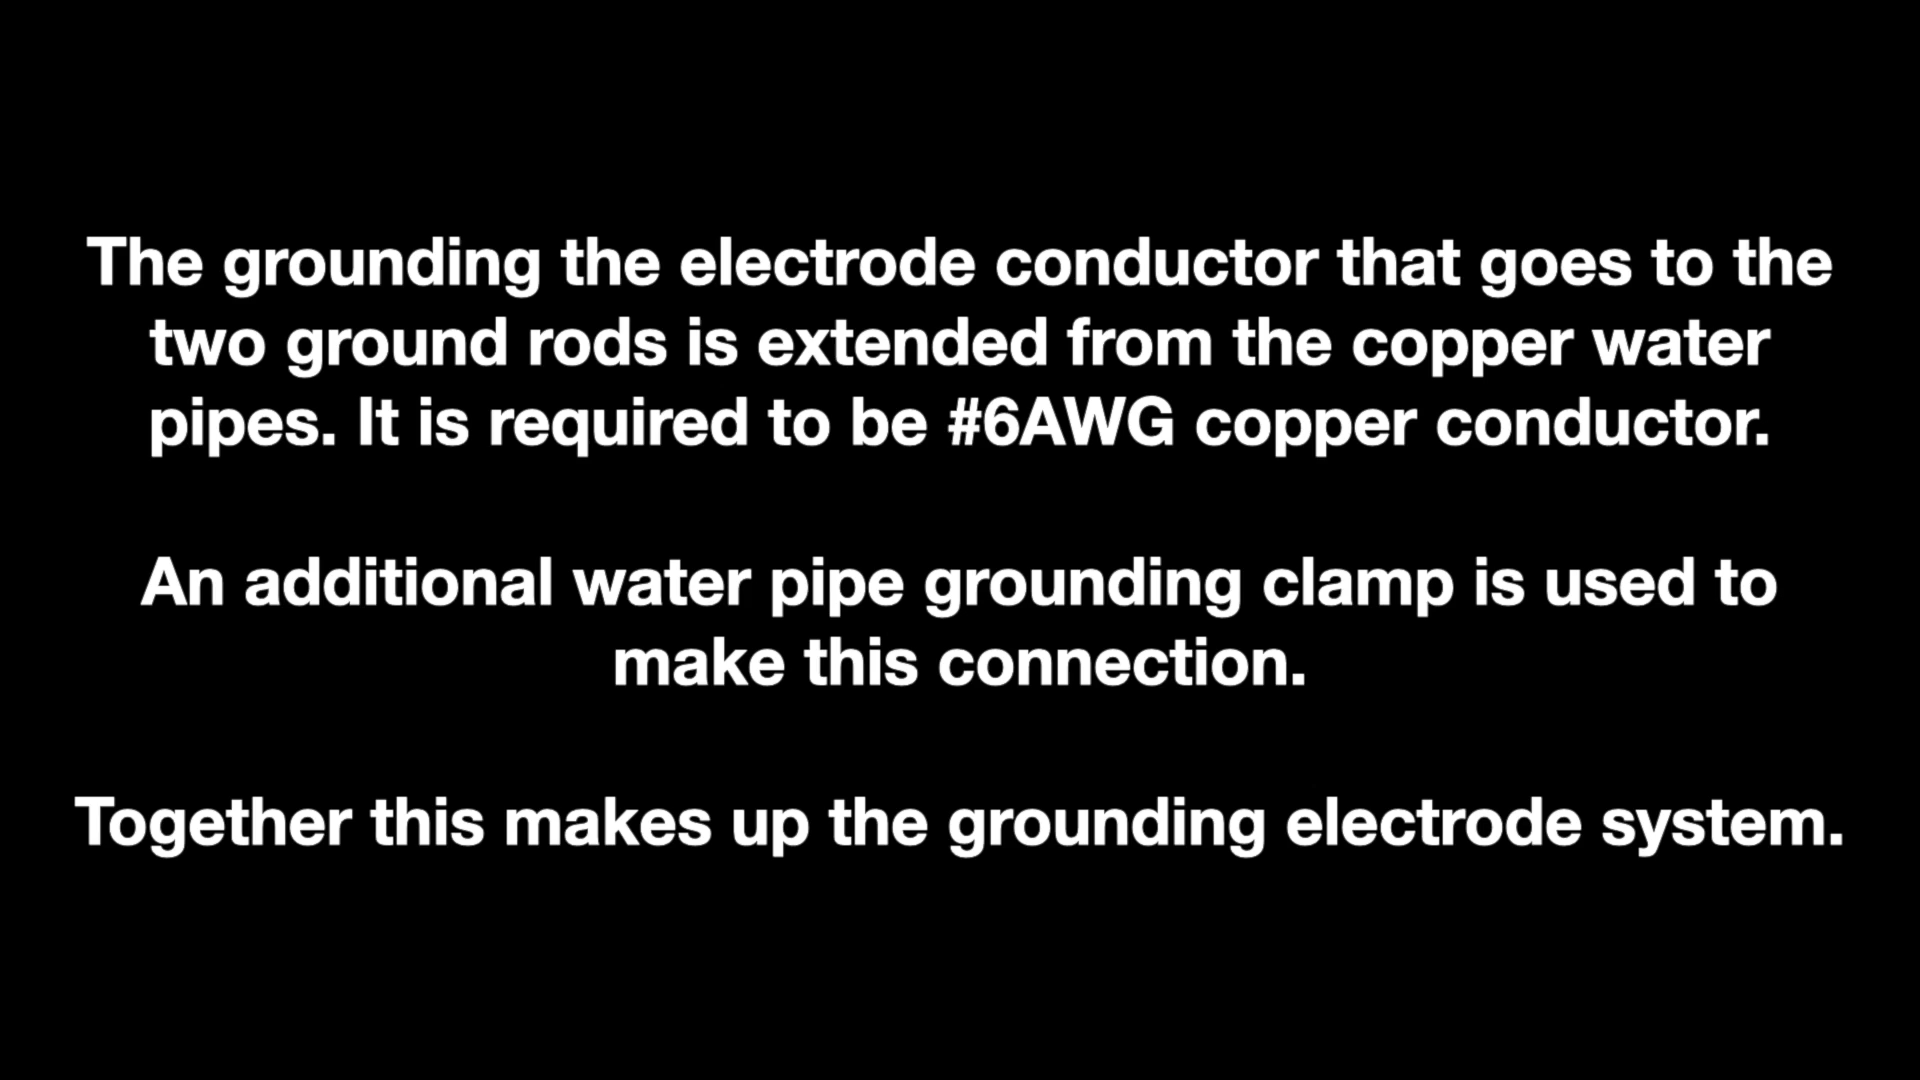 The grounding the electrode conductor that goes to the
two ground rods is extended from the copper water
pipes. It is required to be #6AWG copper conductor.
An additional water pipe grounding clamp is used to
make this connection.
Together this makes up the grounding electrode system.